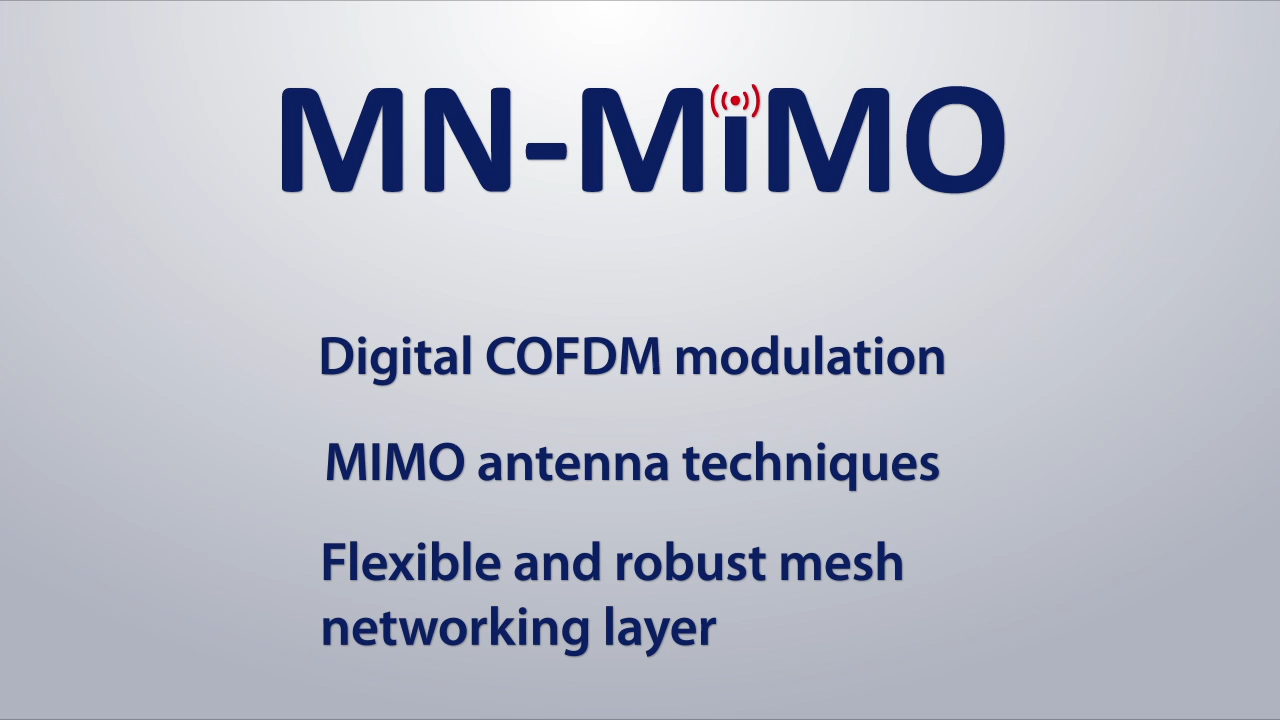 MN-MiMO
Digital COFDM modulation
MIMO antenna techniques
Flexible and robust mesh
networking layer